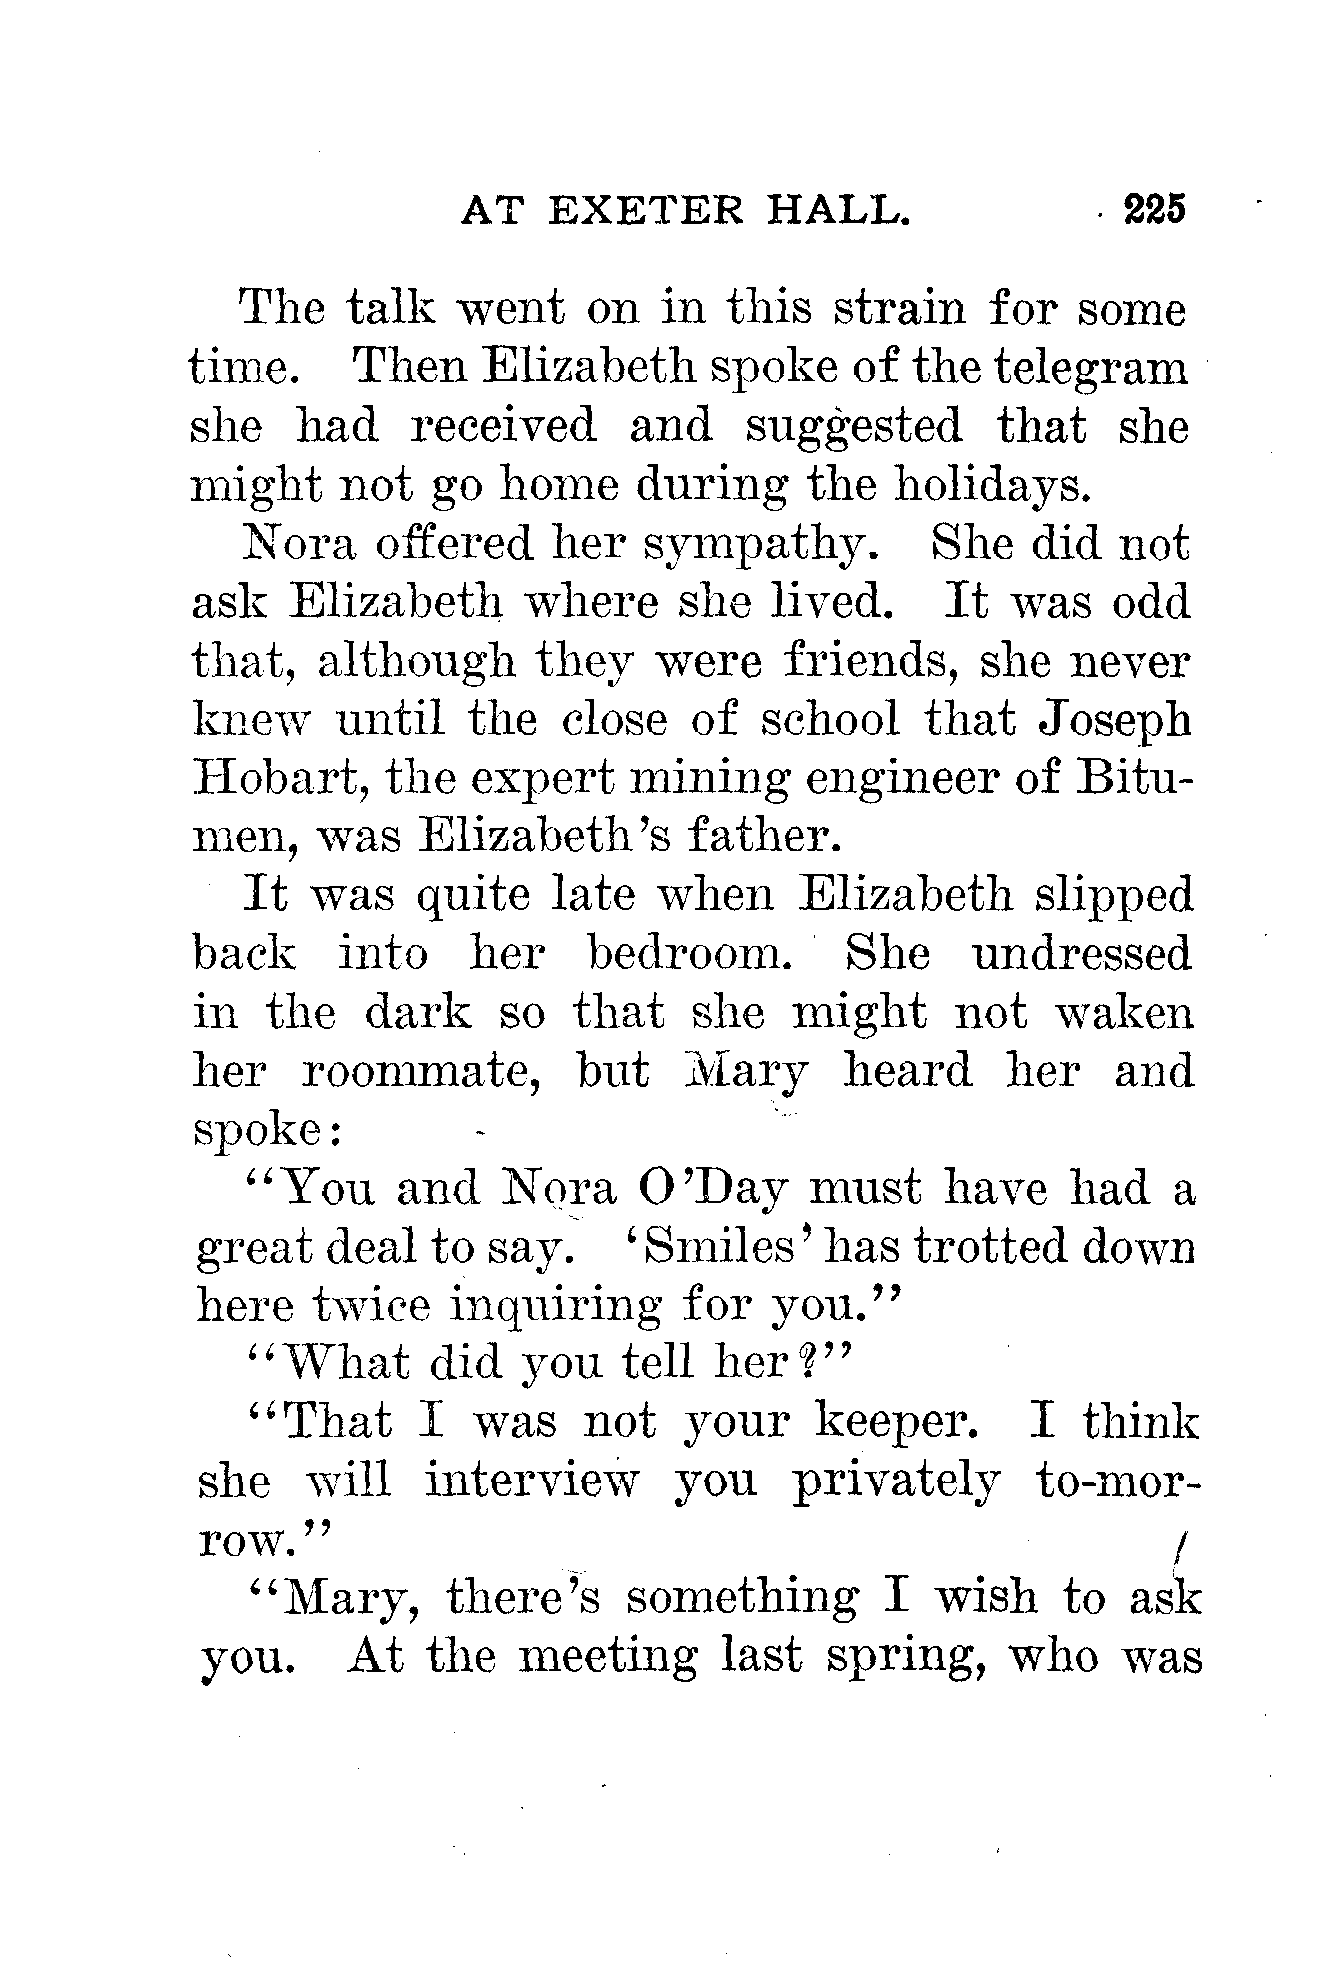 AT EXETER HALL. 225
The talk went on in this strain for some
time. Then Elizabeth spoke of the telegram
she had received and suggested that she
might not go home during the holidays.
Nora offered her sympathy. She did not
ask Elizabeth where she lived. It was odd
that, although they were friends, she never
knew until the close of school that Joseph
Hobart, the expert mining engineer of Bitu-
men, was Elizabeth's father.
It was quite late when Elizabeth slipped
back into her bedroom. She undressed
in the dark so that she might not waken
her roommate, but Mary heard her and
spoke:
"You and Nora O'Day must have had a
great deal to say. 'Smiles' has trotted down
here twice inquiring for you."
"What did you tell her?"
"That I was not your keeper. I think
she will interview you privately to-mor-
row."
"Mary, there's something I wish to ask
you. At the meeting last spring, who was